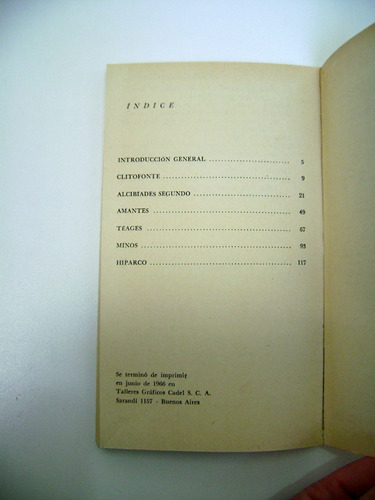 INDICE
INTRODUCCIÓN GENERAL ........................ 5
CLITOFONTE ........................ 9
ALCIBÍADES SEGUNDO ........................ 21
AMANTES ........................ 49
TEAGES ........................ 67
MINOS ........................ 93
HIPARCO ........................ 117
Se terminó de imprimir
en junio de 1966 en
Talleres Gráficos Cadel S. C. A.
Sarandí 1157 - Buenos Aires